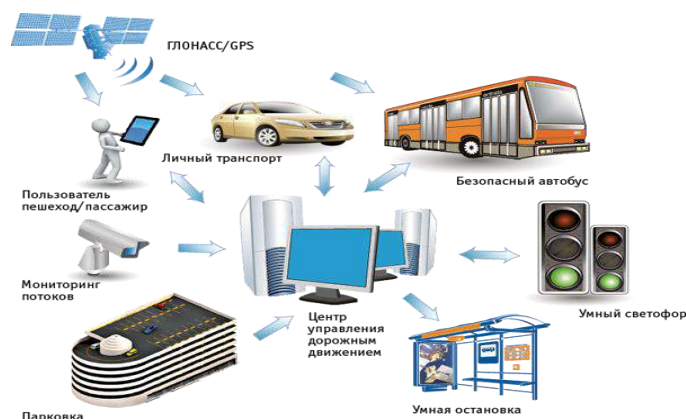 ГЛОНАСС/GPS
Личный транспорт
Безопасный автобус
Пользователь
пешеход/пассажир
Мониторинг
потоков
Центр
управления
дорожным
движением
Умный светофор
Умная остановка
Парковка